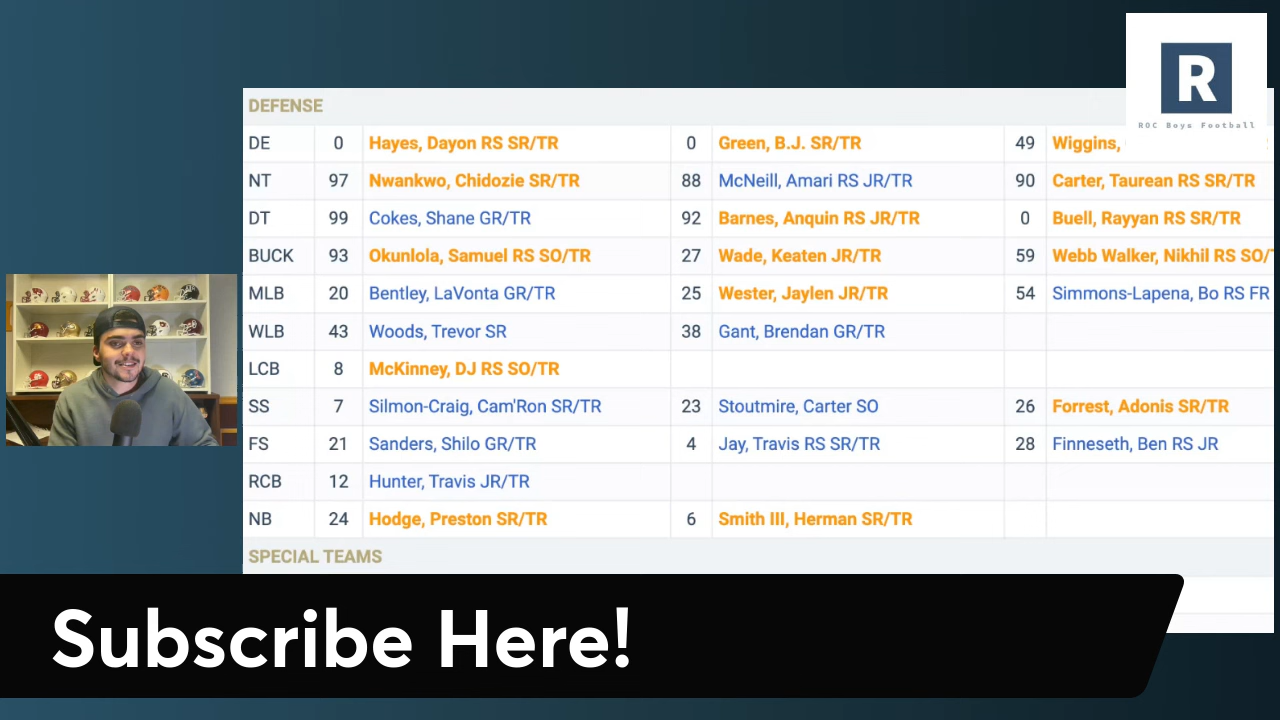 R
ROC Boys Football
DEFENSE
DE 0 Hayes, Dayon RS SR/TR 0 Green, B.J. SR/TR 49 Wiggins,
NT 97 Nwankwo, Chidozie SR/TR 88 McNeill, Amari RS JR/TR 90 Carter, Taurean RS SR/TR
DT 99 Cokes, Shane GR/TR 92 Barnes, Anquin RS JR/TR 0 Buell, Rayyan RS SR/TR
BUCK 93 Okunlola, Samuel RS SO/TR 27 Wade, Keaten JR/TR 59 Webb Walker, Nikhil RS SO/T
MLB 20 Bentley, LaVonta GR/TR 25 Wester, Jaylen JR/TR 54 Simmons-Lapena, Bo RS FR
WLB 43 Woods, Trevor SR 38 Gant, Brendan GR/TR
LCB 8 McKinney, DJ RS SO/TR
SS 7 Silmon-Craig, Cam'Ron SR/TR 23 Stoutmire, Carter SO 26 Forrest, Adonis SR/TR
FS 21 Sanders, Shilo GR/TR 4 Jay, Travis RS SR/TR 28 Finneseth, Ben RS JR
RCB 12 Hunter, Travis JR/TR
NB 24 Hodge, Preston SR/TR 6 Smith III, Herman SR/TR
SPECIAL TEAMS
Subscribe Here!